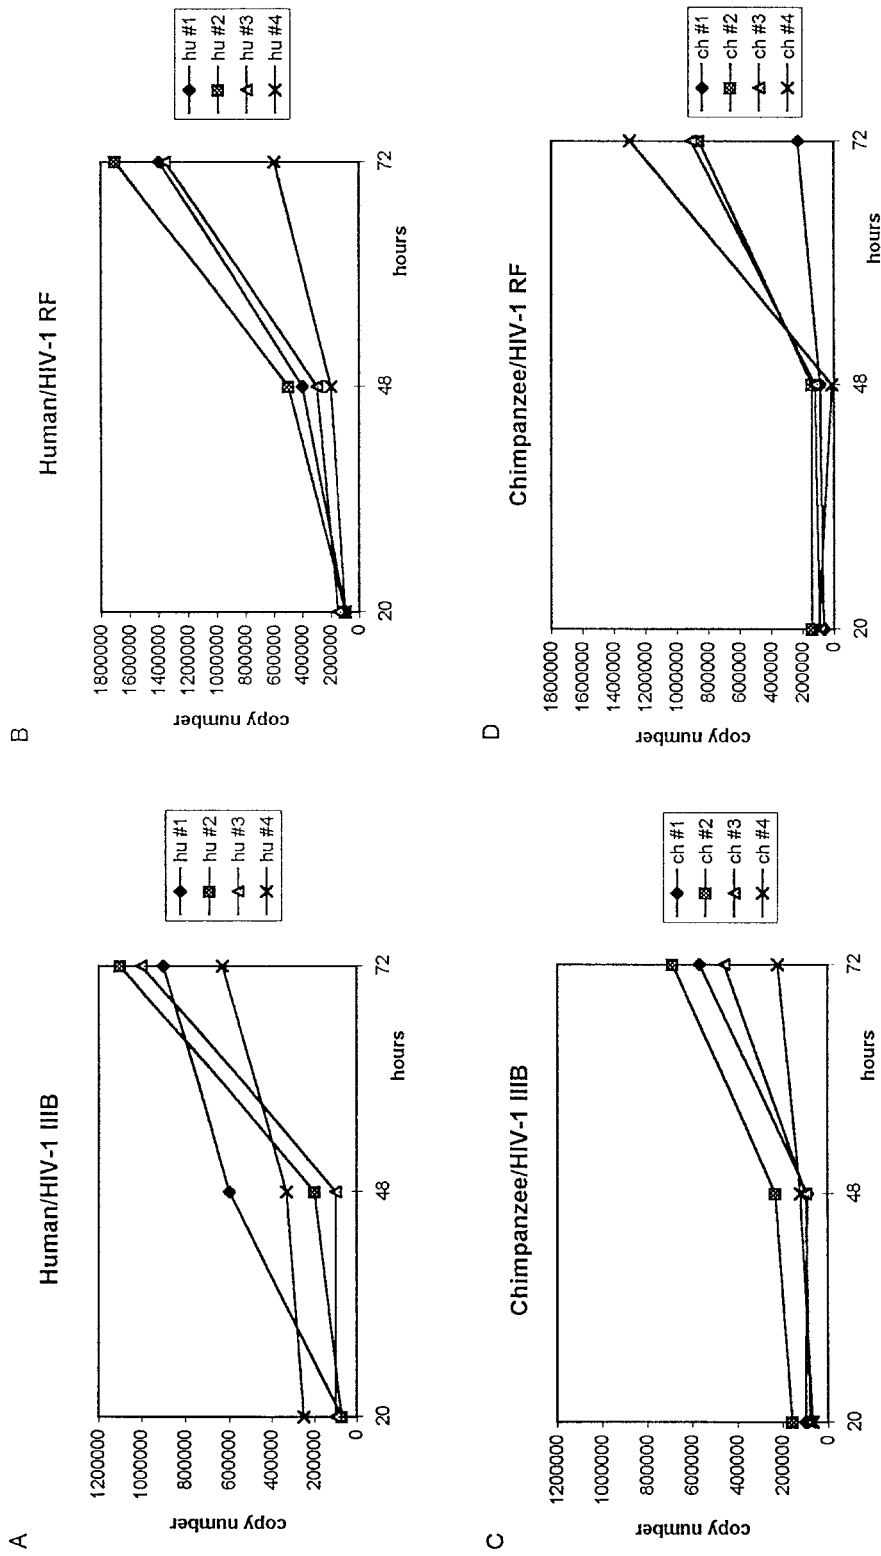 A
Human/HIV-1 IIIB
copy number
1200000
1000000
800000
600000
400000
200000
0
20
48
72
hours
hu #1
hu #2
hu #3
hu #4
B
Human/HIV-1 RF
copy number
1800000
1600000
1400000
1200000
1000000
800000
600000
400000
200000
0
20
48
72
hours
hu #1
hu #2
hu #3
hu #4
C
Chimpanzee/HIV-1 IIIB
copy number
1200000
1000000
800000
600000
400000
200000
0
20
48
72
hours
ch #1
ch #2
ch #3
ch #4
D
Chimpanzee/HIV-1 RF
copy number
1800000
1600000
1400000
1200000
1000000
800000
600000
400000
200000
0
20
48
72
hours
ch #1
ch #2
ch #3
ch #4